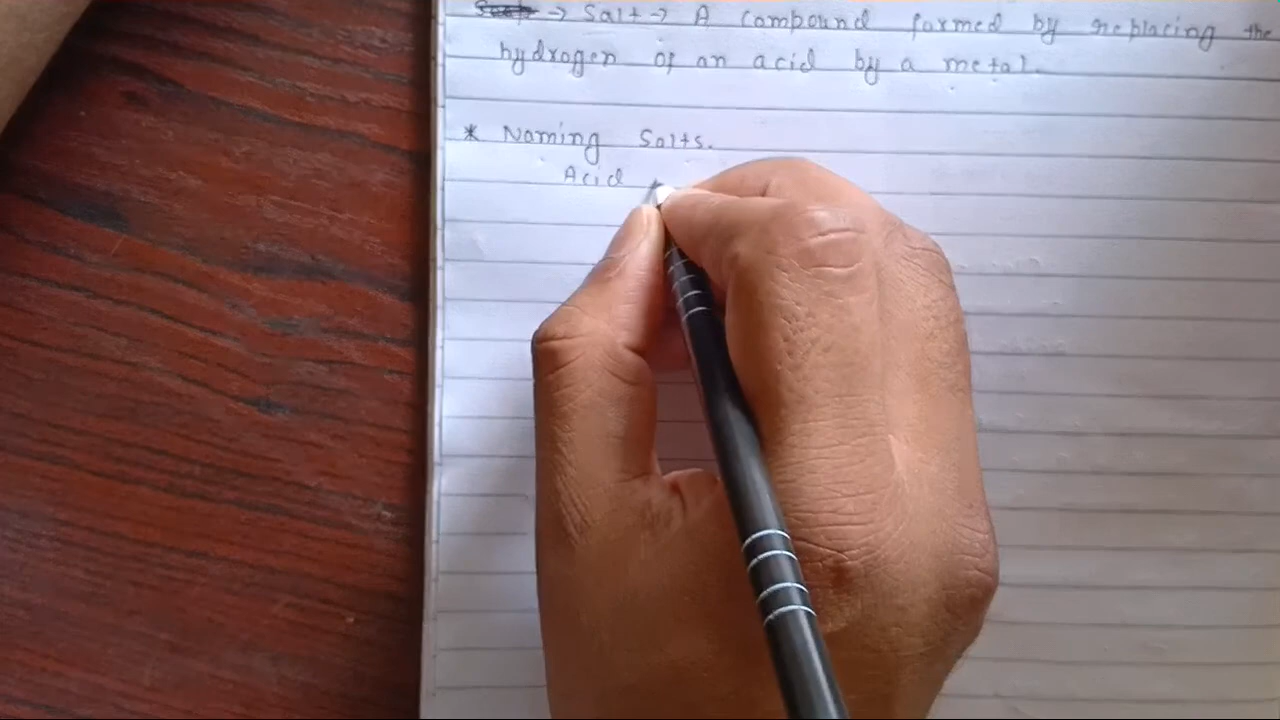 → Salt → A compound formed by replacing the
hydrogen of an acid by a metal.
* Naming Salts.
Acid